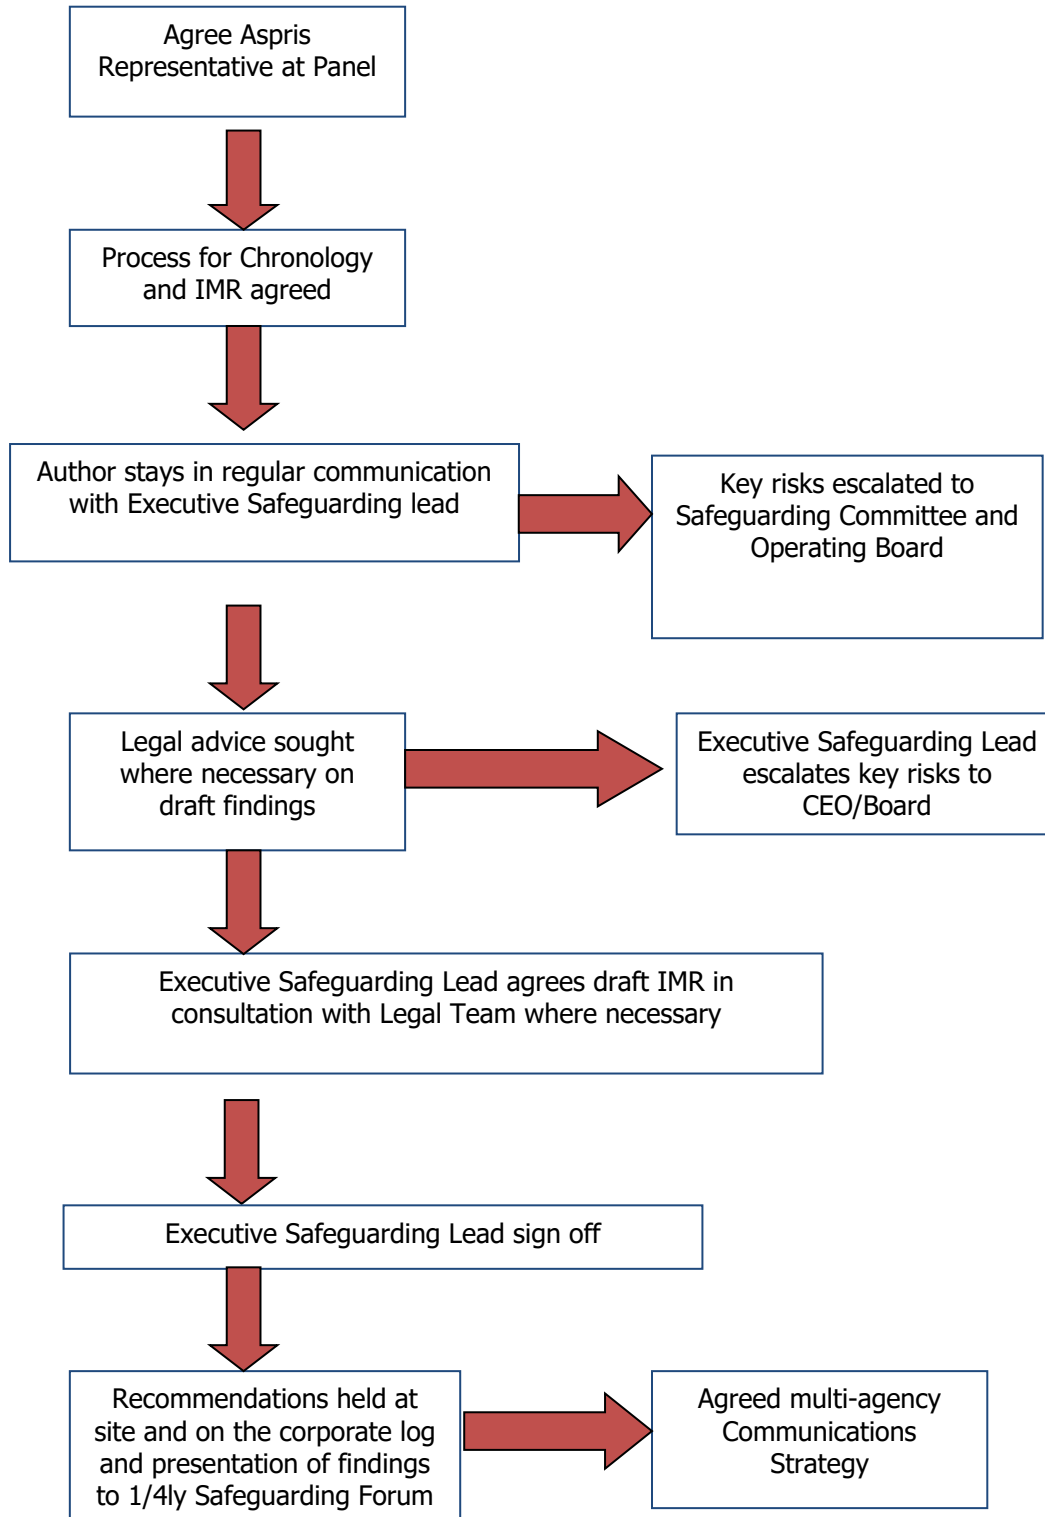 Agree Aspris
Representative at Panel
Process for Chronology
and IMR agreed
Author stays in regular communication
with Executive Safeguarding lead
Key risks escalated to
Safeguarding Committee and
Operating Board
Legal advice sought
where necessary on
draft findings
Executive Safeguarding Lead
escalates key risks to
CEO/Board
Executive Safeguarding Lead agrees draft IMR in
consultation with Legal Team where necessary
Executive Safeguarding Lead sign off
Recommendations held at
site and on the corporate log
and presentation of findings
to 1/4ly Safeguarding Forum
Agreed multi-agency
Communications
Strategy